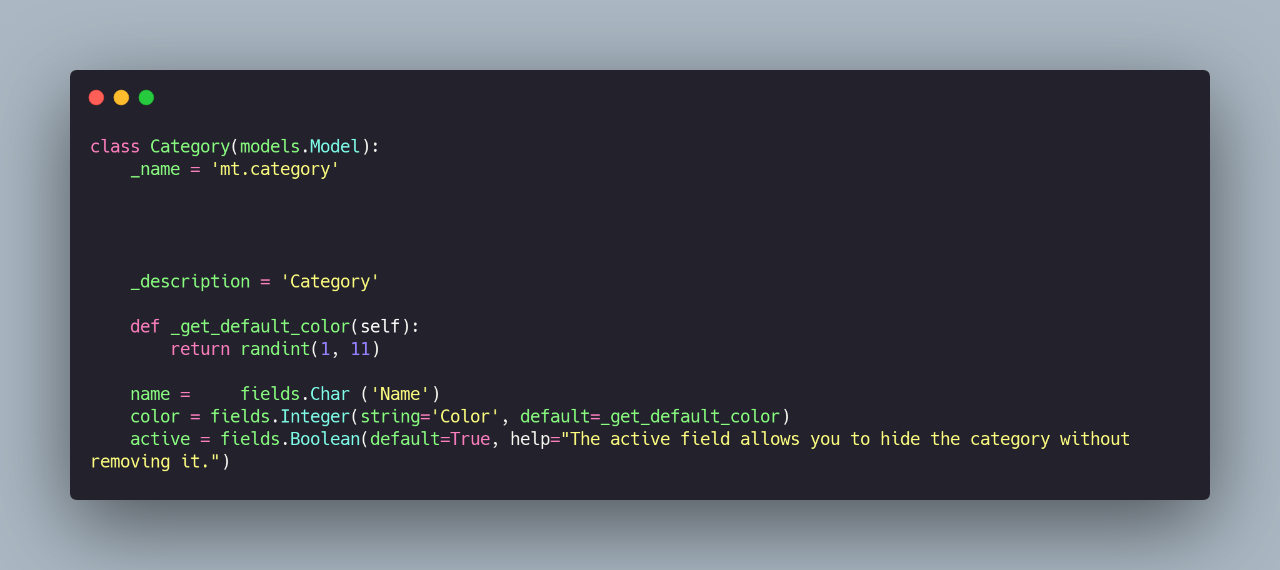 class Category(models.Model):
    _name = 'mt.category'




    _description = 'Category'

    def _get_default_color(self):
        return randint(1, 11)

    name =     fields.Char ('Name')
    color = fields.Integer(string='Color', default=_get_default_color)
    active = fields.Boolean(default=True, help="The active field allows you to hide the category without
removing it.")